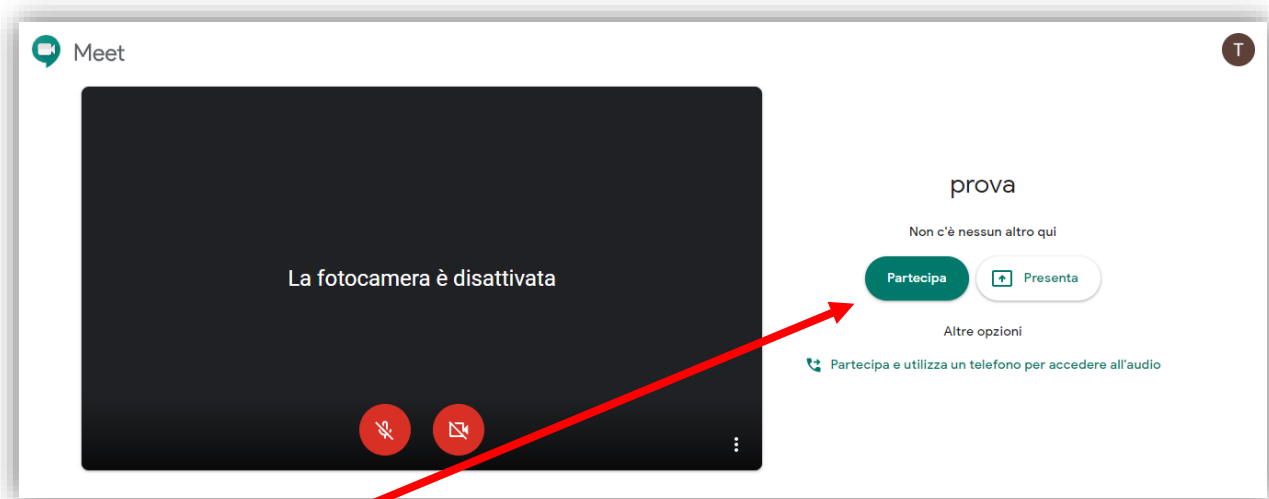 Meet
T
La fotocamera è disattivata
prova
Non c'è nessun altro qui
Partecipa
Presenta
Altre opzioni
Partecipa e utilizza un telefono per accedere all'audio